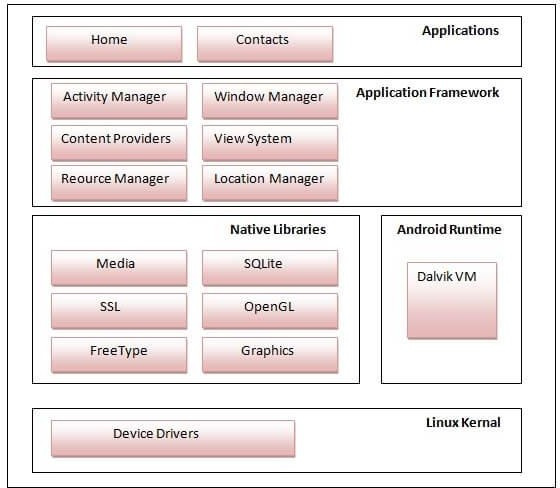 Applications
Home
Contacts
Application Framework
Activity Manager
Window Manager
Content Providers
View System
Reource Manager
Location Manager
Native Libraries
Media
SQLite
SSL
OpenGL
FreeType
Graphics
Android Runtime
Dalvik VM
Linux Kernal
Device Drivers